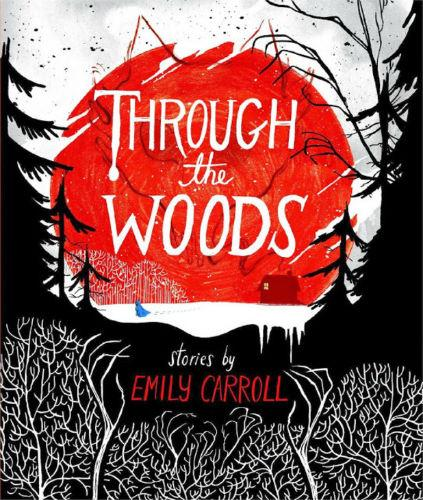 THROUGH
the
WOODS
stories by
EMILY CARROLL